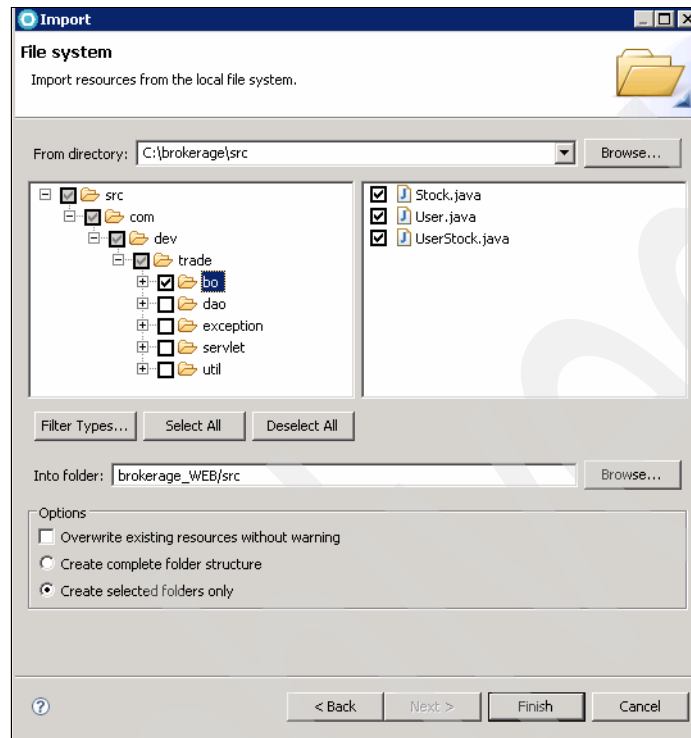 Import
File system
Import resources from the local file system.
From directory: C:\brokerage\src Browse...
src
com
dev
trade
bo
dao
exception
servlet
util
Stock.java
User.java
UserStock.java
Filter Types... Select All Deselect All
Into folder: brokerage_WEB/src Browse...
Options
Overwrite existing resources without warning
Create complete folder structure
Create selected folders only
? < Back Next > Finish Cancel